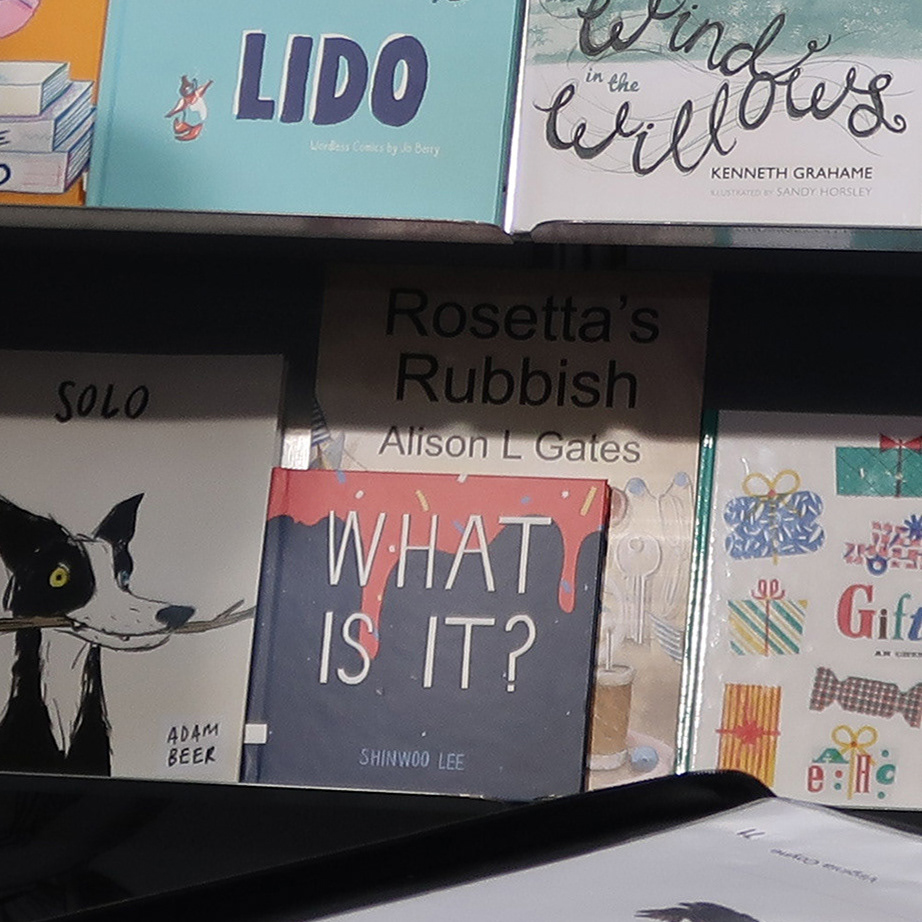 LIDO
Wordless Comics by Jo Berry
Wind
in the
Willows
KENNETH GRAHAME
ILLUSTRATED BY SANDY HORSLEY
SOLO
ADAM
BEER
Rosetta's
Rubbish
Alison L Gates
WHAT
IS IT?
SHINWOO LEE
Gif